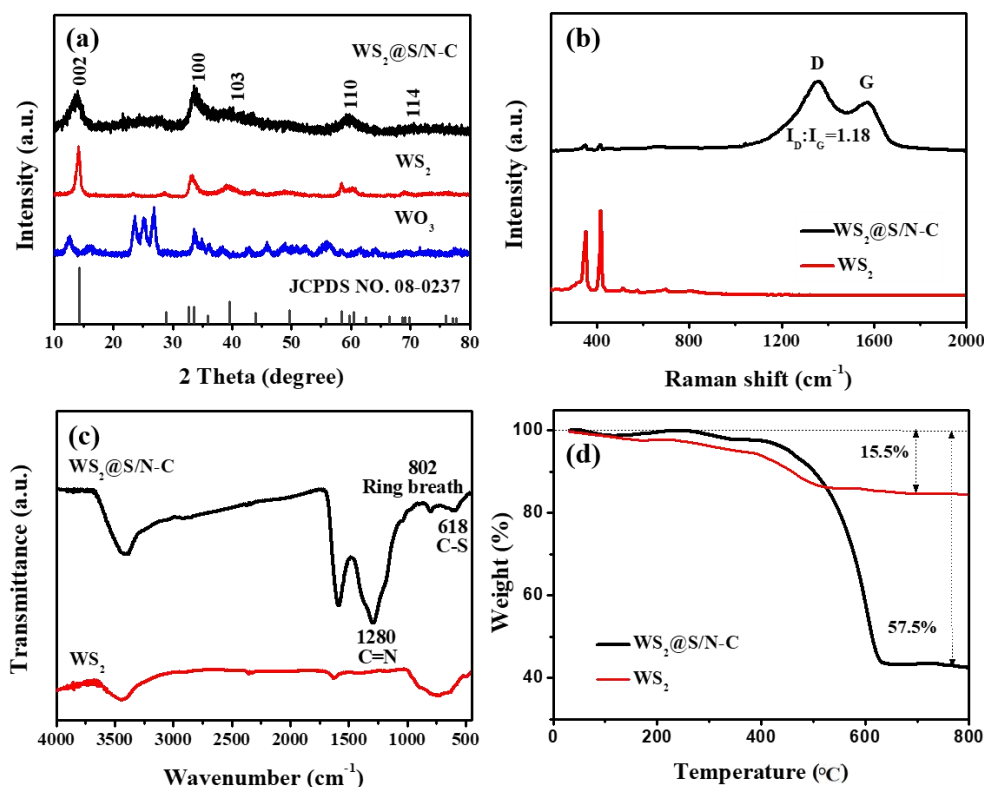 (a)
WS₂@S/N-C
002
100
103
110
114
WS₂
WO₃
JCPDS NO. 08-0237
10 20 30 40 50 60 70 80
2 Theta (degree)
Intensity (a.u.)
(b)
D
G
I_D:I_G=1.18
WS₂@S/N-C
WS₂
400 800 1200 1600 2000
Raman shift (cm⁻¹)
Intensity (a.u.)
(c)
WS₂@S/N-C
802
Ring breath
618
C-S
1280
C=N
WS₂
4000 3500 3000 2500 2000 1500 1000 500
Wavenumber (cm⁻¹)
Transmittance (a.u.)
100
80
60
40
(d)
15.5%
57.5%
WS₂@S/N-C
WS₂
0 200 400 600 800
Temperature (°C)
Weight (%)